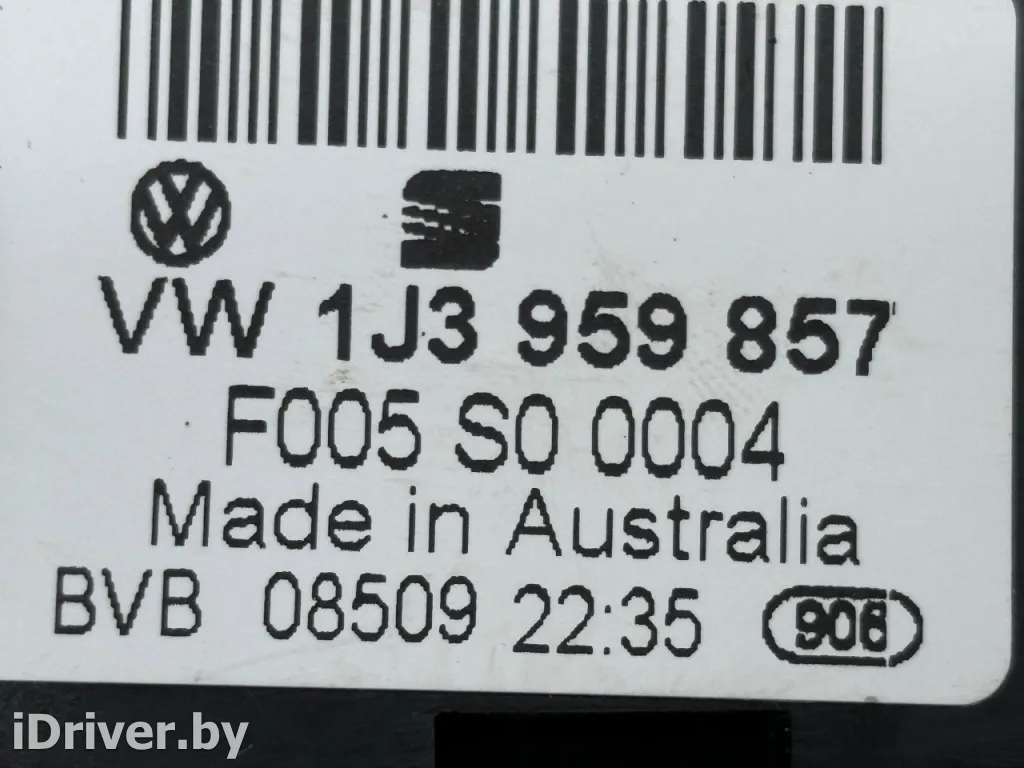 VW 1J3 959 857
F005 S0 0004
Made in Australia
BVB 08509 22:35 906
iDriver.by